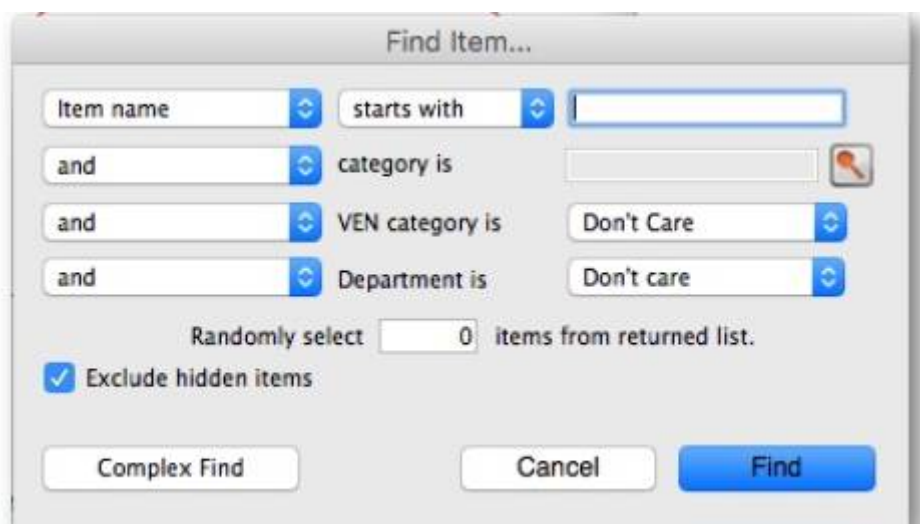 Find Item...
Item name starts with
and category is
and VEN category is Don't Care
and Department is Don't care
Randomly select 0 items from returned list.
Exclude hidden items
Complex Find Cancel Find